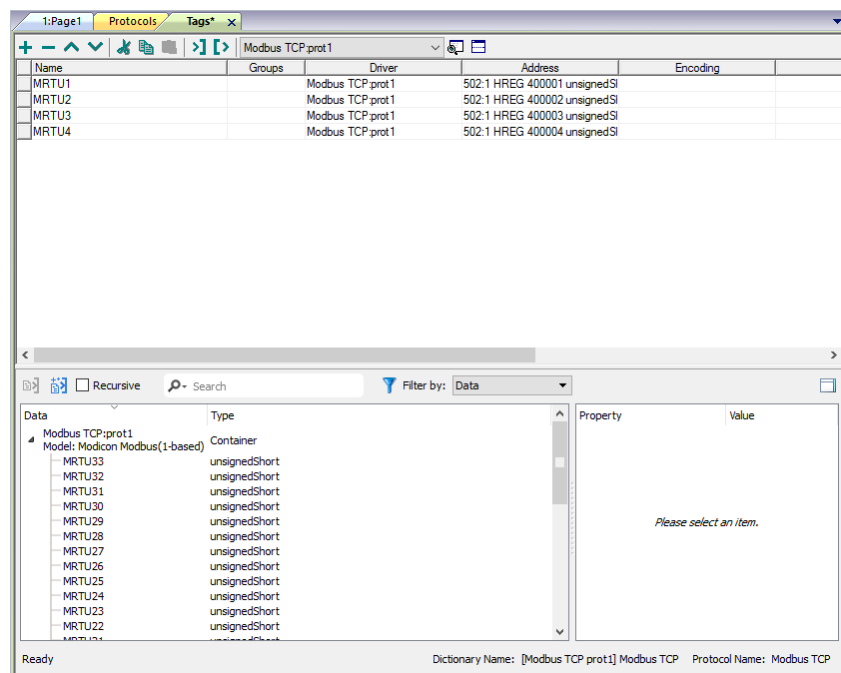 1:Page1 Protocols Tags*
Modbus TCP:prot1
Name Groups Driver Address Encoding
MRTU1 Modbus TCP:prot1 502:1 HREG 400001 unsignedSl
MRTU2 Modbus TCP:prot1 502:1 HREG 400002 unsignedSl
MRTU3 Modbus TCP:prot1 502:1 HREG 400003 unsignedSl
MRTU4 Modbus TCP:prot1 502:1 HREG 400004 unsignedSl
Recursive Search Filter by: Data
Data Type Property Value
Modbus TCP:prot1
Model: Modicon Modbus(1-based) Container
MRTU33 unsignedShort
MRTU32 unsignedShort
MRTU31 unsignedShort
MRTU30 unsignedShort
MRTU29 unsignedShort
Please select an item.
MRTU28 unsignedShort
MRTU27 unsignedShort
MRTU26 unsignedShort
MRTU25 unsignedShort
MRTU24 unsignedShort
MRTU23 unsignedShort
MRTU22 unsignedShort
Ready Dictionary Name: [Modbus TCP prot1] Modbus TCP Protocol Name: Modbus TCP